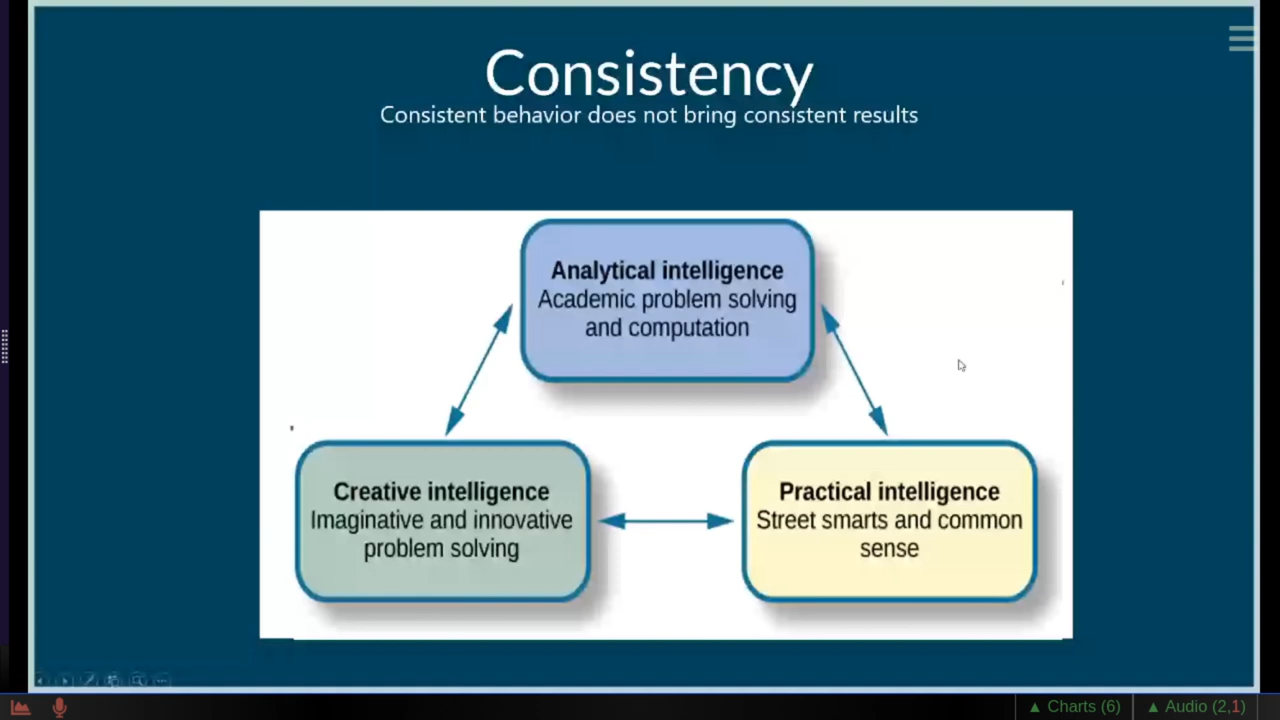 Consistency
Consistent behavior does not bring consistent results
Analytical intelligence
Academic problem solving
and computation
Creative intelligence
Imaginative and innovative
problem solving
Practical intelligence
Street smarts and common
sense
▲ Charts (6)
▲ Audio (2,1)